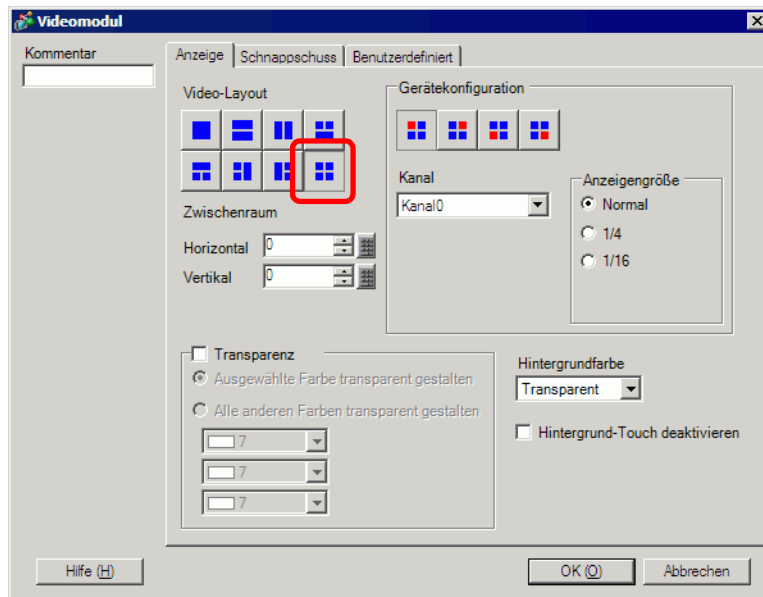 Videomodul
Kommentar
Anzeige
Schnappschuss
Benutzerdefiniert
Video-Layout
Zwischenraum
Horizontal 0
Vertikal 0
Gerätekonfiguration
Kanal
Kanal0
Anzeigengröße
Normal
1/4
1/16
Transparenz
Ausgewählte Farbe transparent gestalten
Alle anderen Farben transparent gestalten
7
7
7
Hintergrundfarbe
Transparent
Hintergrund-Touch deaktivieren
Hilfe (H)
OK (O)
Abbrechen